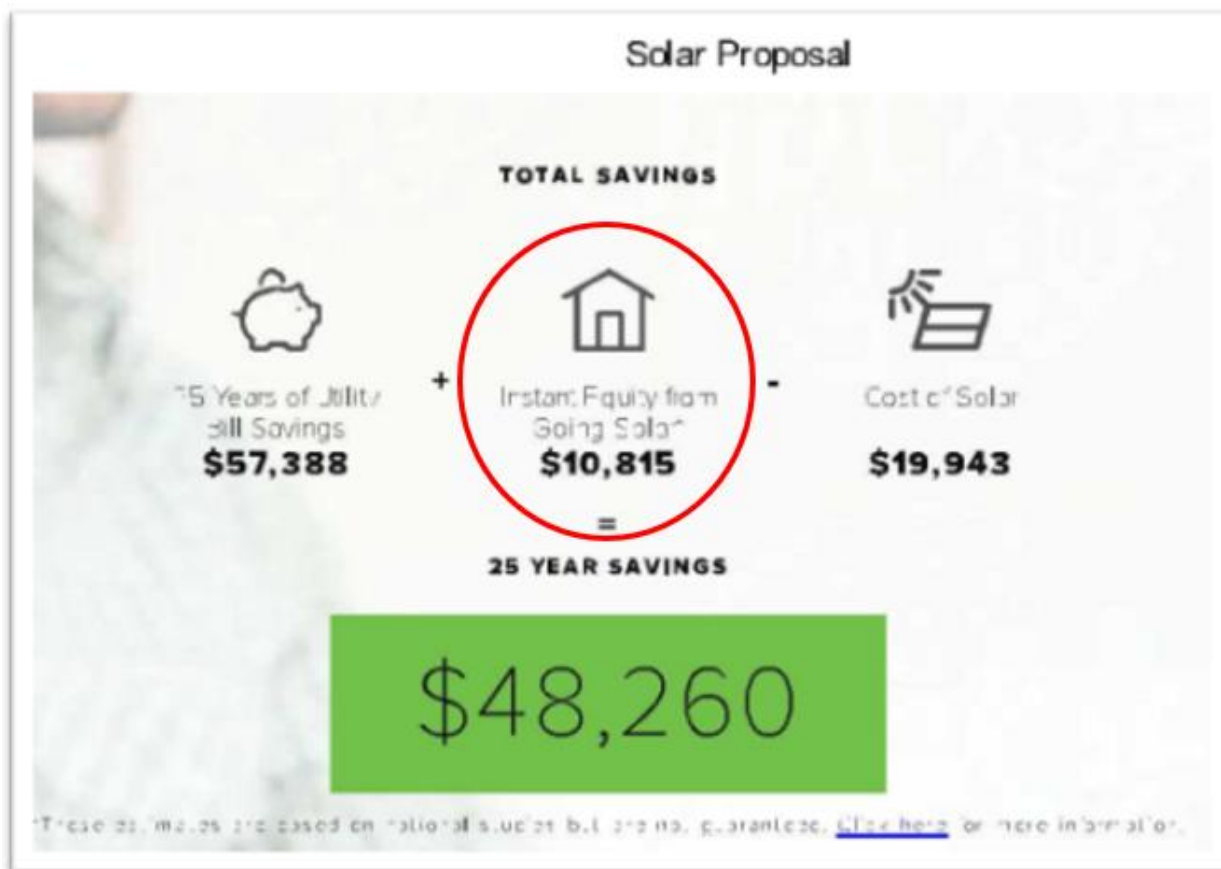 Solar Proposal
TOTAL SAVINGS
+
-
25 Years of Utility
Bill Savings
$57,388
Instant Equity from
Going Solar*
$10,815
Cost of Solar
$19,943
=
25 YEAR SAVINGS
$48,260
*These estimates are based on national studies but are not guaranteed. Click here for more information.